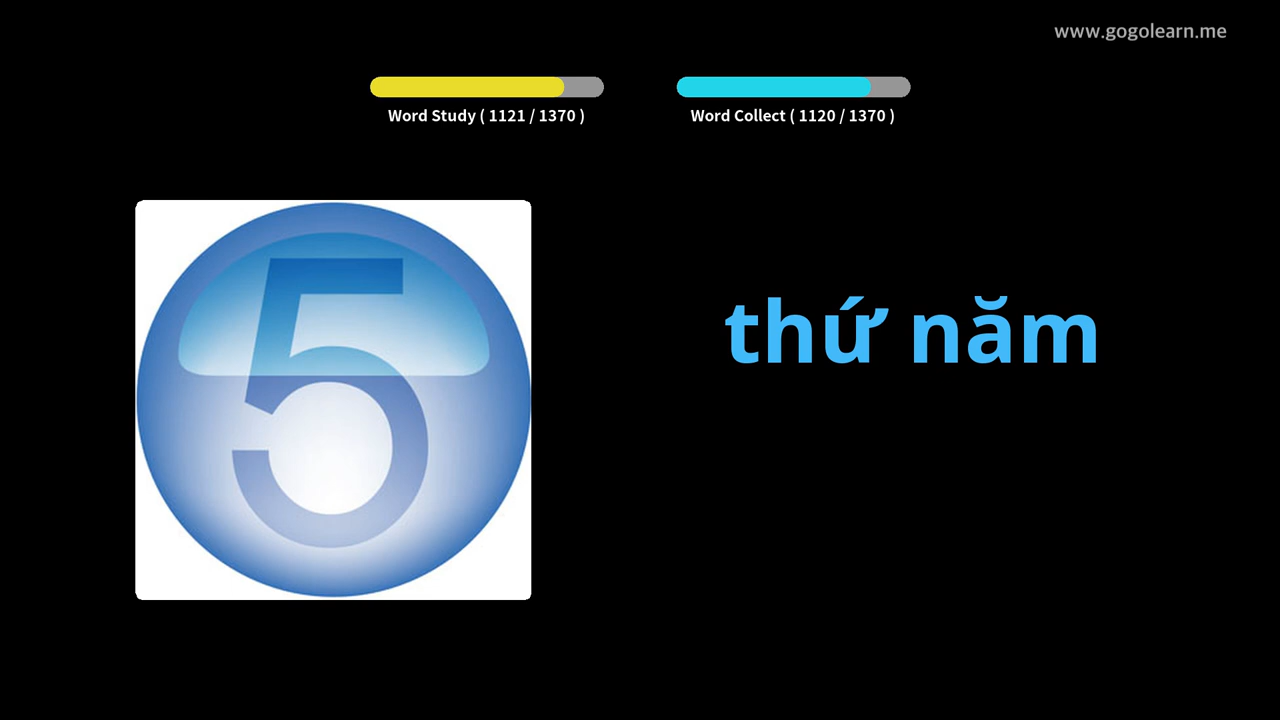 www.gogolearn.me
Word Study ( 1121 / 1370 )
Word Collect ( 1120 / 1370 )
5
thứ năm